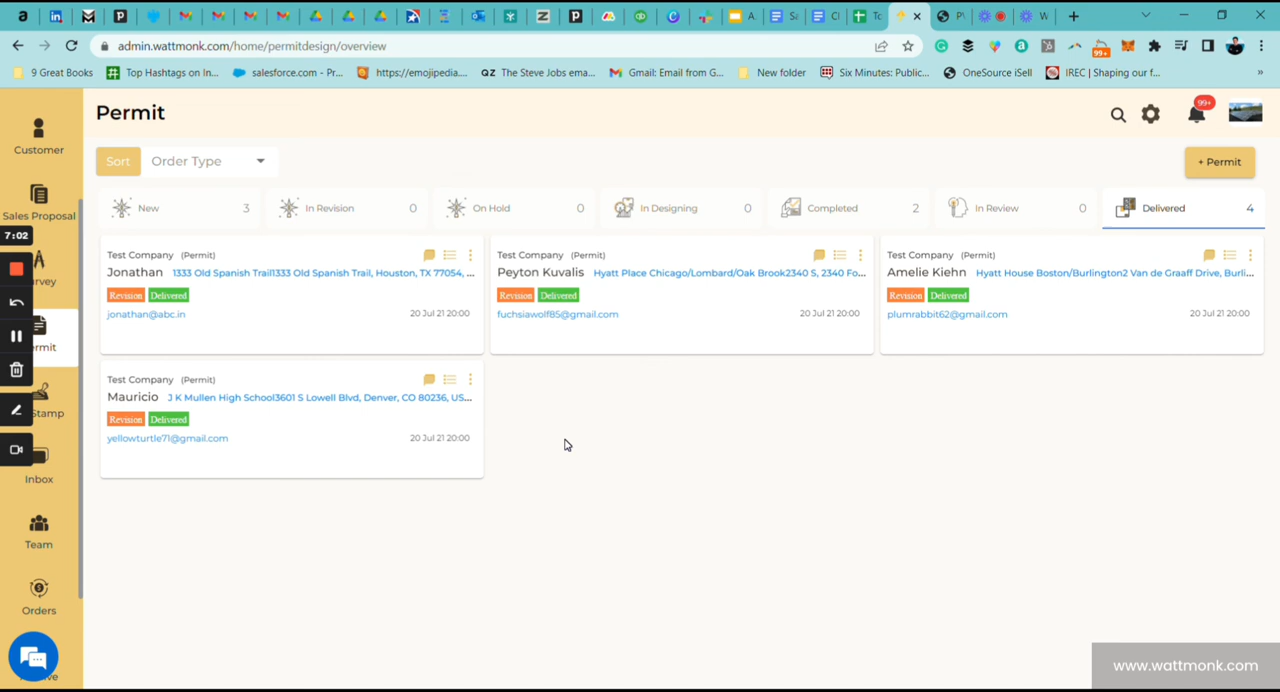 admin.wattmonk.com/home/permitdesign/overview
99+
9 Great Books
Top Hashtags on In...
salesforce.com - Pr...
https://emojipedia....
QZ The Steve Jobs ema...
Gmail: Email from G...
New folder
Six Minutes: Public...
OneSource iSell
IREC | Shaping our f...
»
Customer
Sales Proposal
7:02
urvey
rmit
Stamp
Inbox
Team
Orders
Permit
99+
Sort
Order Type
+ Permit
New 3
In Revision 0
On Hold 0
In Designing 0
Completed 2
In Review 0
Delivered 4
Test Company (Permit)
Jonathan 1333 Old Spanish Trail1333 Old Spanish Trail, Houston, TX 77054, ...
Revision Delivered
jonathan@abc.in 20 Jul 21 20:00
Test Company (Permit)
Peyton Kuvalis Hyatt Place Chicago/Lombard/Oak Brook2340 S, 2340 Fo...
Revision Delivered
fuchsiawolf85@gmail.com 20 Jul 21 20:00
Test Company (Permit)
Amelie Kiehn Hyatt House Boston/Burlington2 Van de Graaff Drive, Burli...
Revision Delivered
plumrabbit62@gmail.com 20 Jul 21 20:00
Test Company (Permit)
Mauricio J K Mullen High School3601 S Lowell Blvd, Denver, CO 80236, US...
Revision Delivered
yellowturtle71@gmail.com 20 Jul 21 20:00
www.wattmonk.com